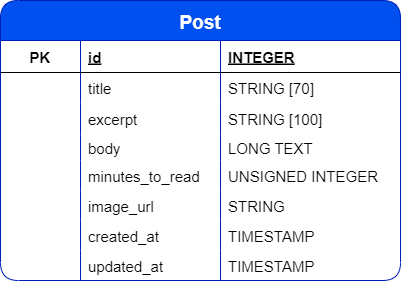 Post
PK id INTEGER
title STRING [70]
excerpt STRING [100]
body LONG TEXT
minutes_to_read UNSIGNED INTEGER
image_url STRING
created_at TIMESTAMP
updated_at TIMESTAMP